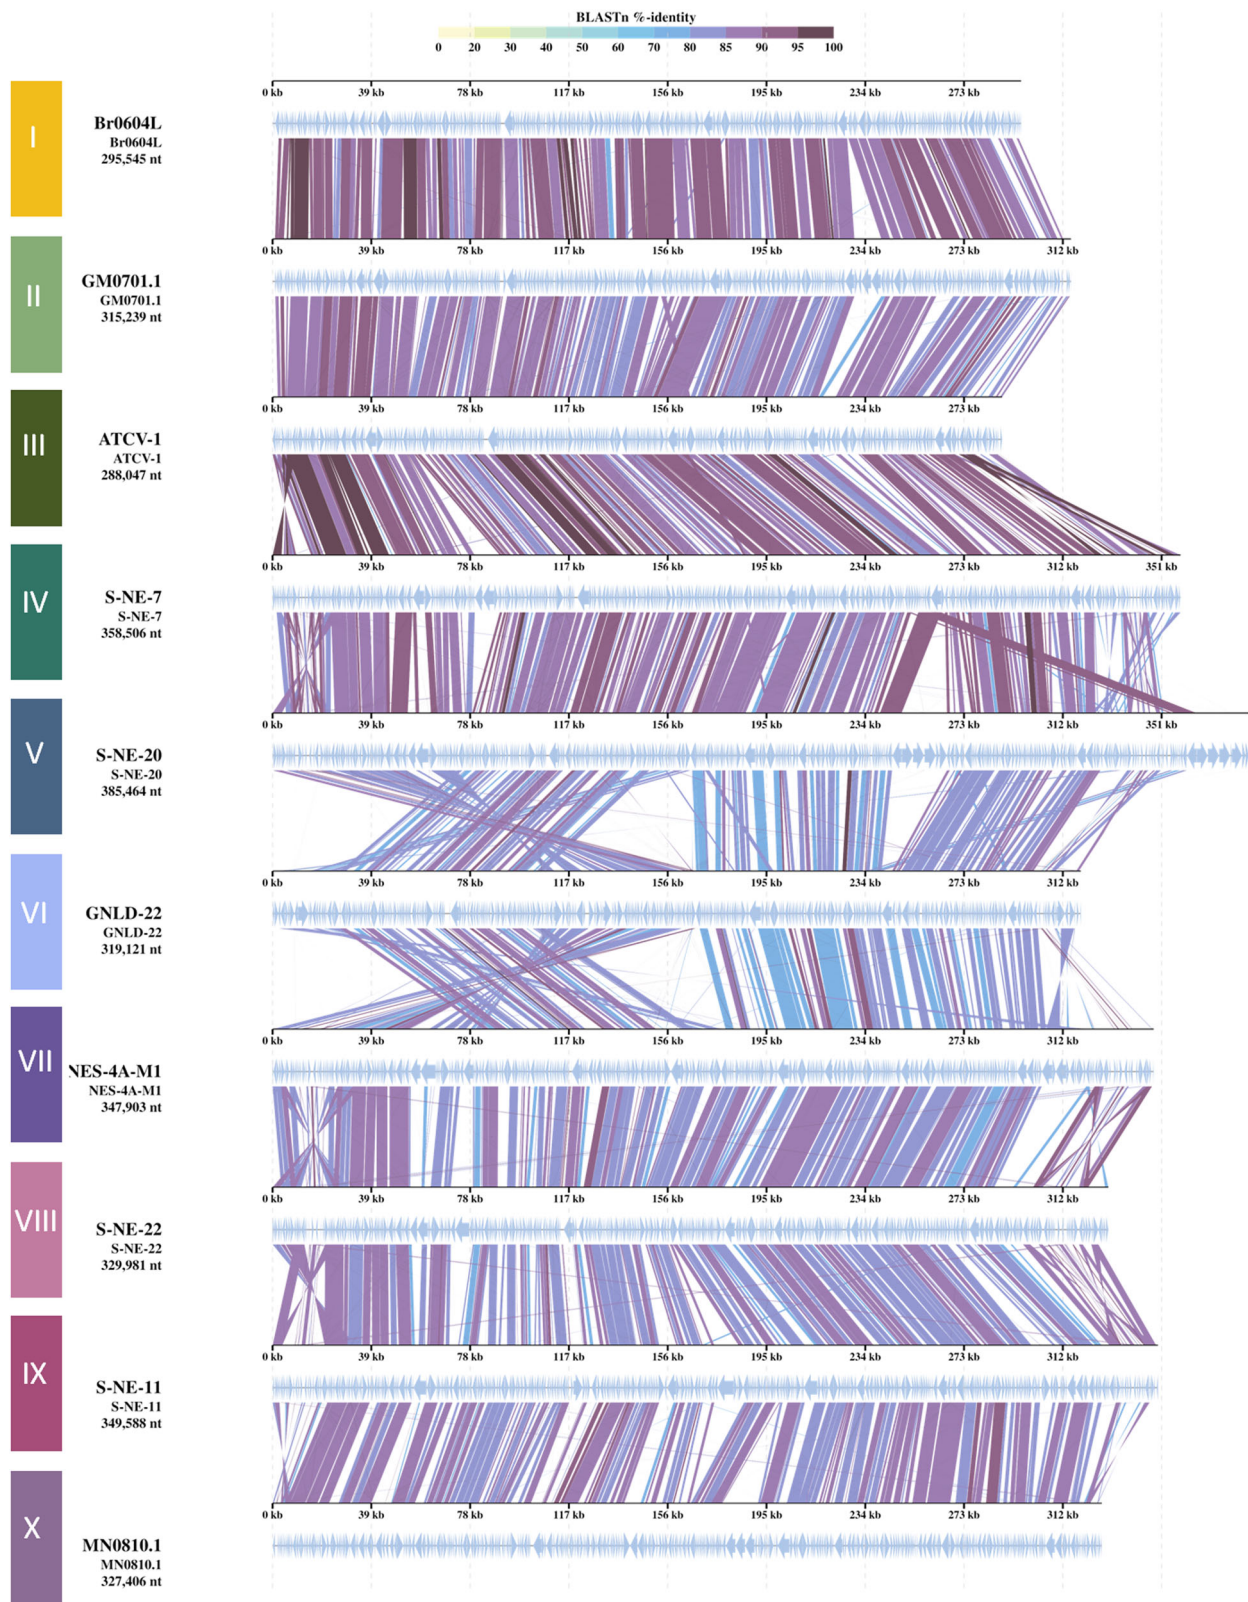 BLASTn %-identity
0 20 30 40 50 60 70 80 85 90 95 100
0 kb 39 kb 78 kb 117 kb 156 kb 195 kb 234 kb 273 kb
I
Br0604L
Br0604L
295,545 nt
0 kb 39 kb 78 kb 117 kb 156 kb 195 kb 234 kb 273 kb 312 kb
II
GM0701.1
GM0701.1
315,239 nt
0 kb 39 kb 78 kb 117 kb 156 kb 195 kb 234 kb 273 kb
III
ATCV-1
ATCV-1
288,047 nt
0 kb 39 kb 78 kb 117 kb 156 kb 195 kb 234 kb 273 kb 312 kb 351 kb
IV
S-NE-7
S-NE-7
358,506 nt
0 kb 39 kb 78 kb 117 kb 156 kb 195 kb 234 kb 273 kb 312 kb 351 kb
V
S-NE-20
S-NE-20
385,464 nt
0 kb 39 kb 78 kb 117 kb 156 kb 195 kb 234 kb 273 kb 312 kb
VI
GNLD-22
GNLD-22
319,121 nt
0 kb 39 kb 78 kb 117 kb 156 kb 195 kb 234 kb 273 kb 312 kb
VII
NES-4A-M1
NES-4A-M1
347,903 nt
0 kb 39 kb 78 kb 117 kb 156 kb 195 kb 234 kb 273 kb 312 kb
VIII
S-NE-22
S-NE-22
329,981 nt
0 kb 39 kb 78 kb 117 kb 156 kb 195 kb 234 kb 273 kb 312 kb
IX
S-NE-11
S-NE-11
349,588 nt
0 kb 39 kb 78 kb 117 kb 156 kb 195 kb 234 kb 273 kb 312 kb
X
MN0810.1
MN0810.1
327,406 nt